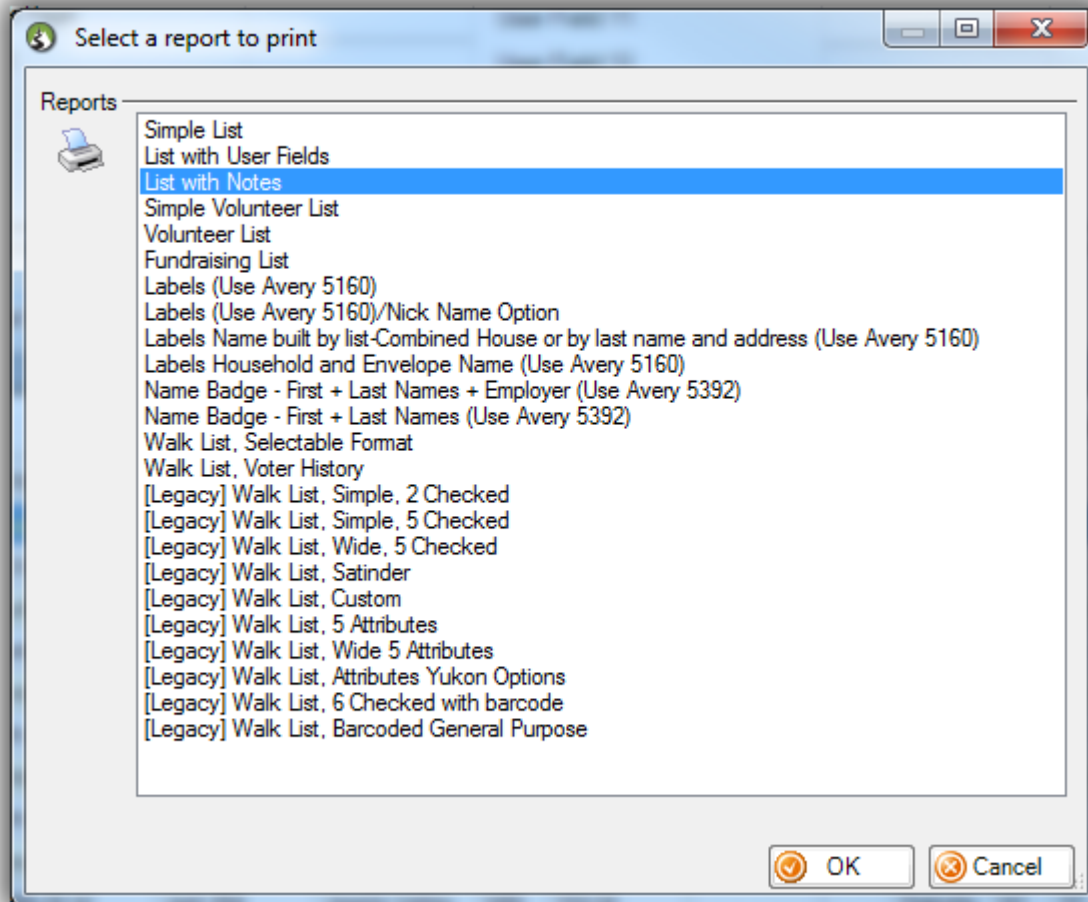 Select a report to print
Reports
Simple List
List with User Fields
List with Notes
Simple Volunteer List
Volunteer List
Fundraising List
Labels (Use Avery 5160)
Labels (Use Avery 5160)/Nick Name Option
Labels Name built by list-Combined House or by last name and address (Use Avery 5160)
Labels Household and Envelope Name (Use Avery 5160)
Name Badge - First + Last Names + Employer (Use Avery 5392)
Name Badge - First + Last Names (Use Avery 5392)
Walk List, Selectable Format
Walk List, Voter History
[Legacy] Walk List, Simple, 2 Checked
[Legacy] Walk List, Simple, 5 Checked
[Legacy] Walk List, Wide, 5 Checked
[Legacy] Walk List, Satinder
[Legacy] Walk List, Custom
[Legacy] Walk List, 5 Attributes
[Legacy] Walk List, Wide 5 Attributes
[Legacy] Walk List, Attributes Yukon Options
[Legacy] Walk List, 6 Checked with barcode
[Legacy] Walk List, Barcoded General Purpose
OK Cancel